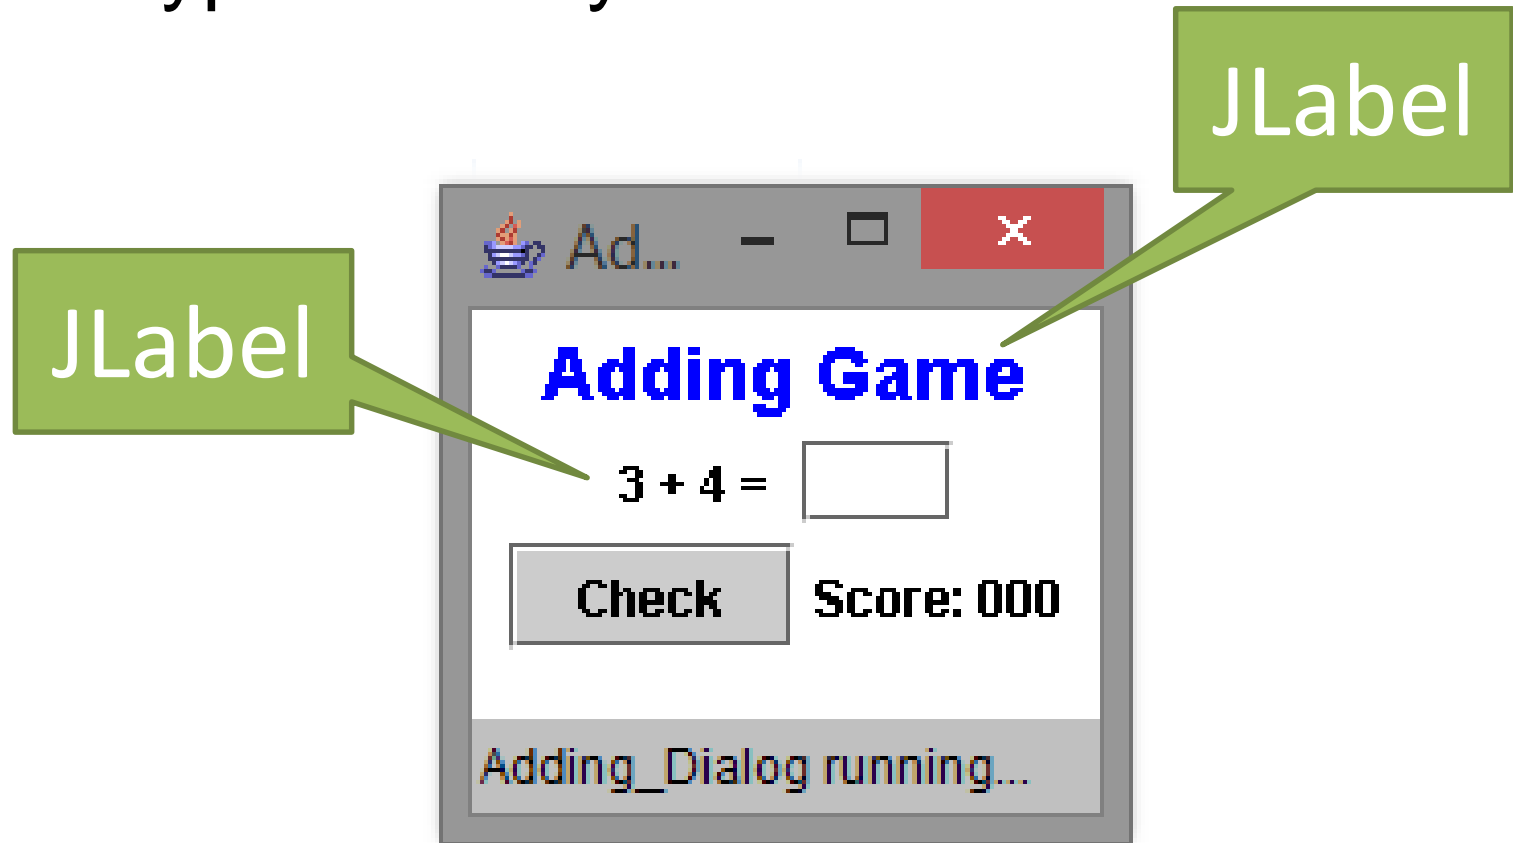 JLabel
Ad...
JLabel
Adding Game
3 + 4 =
Check Score: 000
Adding_Dialog running...